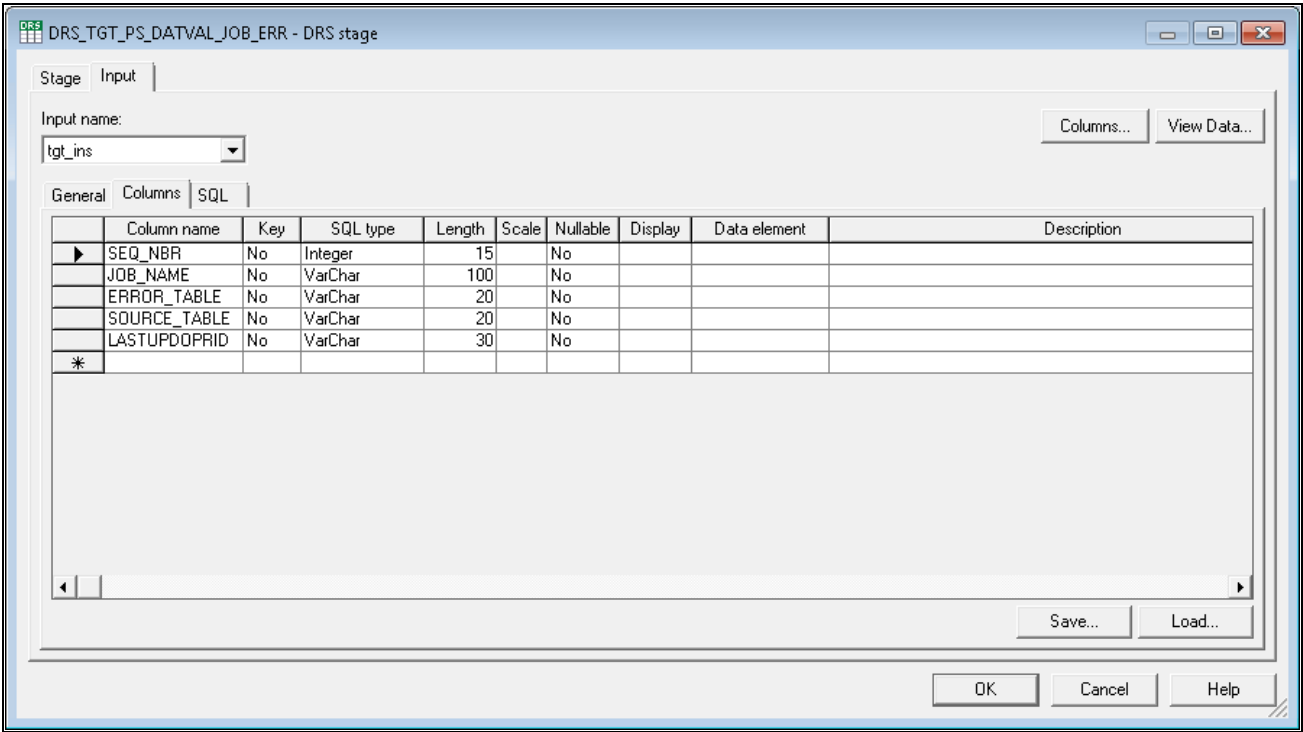 DRS DRS_TGT_PS_DATVAL_JOB_ERR - DRS stage
Stage Input
Input name:
Columns... View Data...
tgt_ins
General Columns SQL
Column name Key SQL type Length Scale Nullable Display Data element Description
SEQ_NBR No Integer 15 No
JOB_NAME No VarChar 100 No
ERROR_TABLE No VarChar 20 No
SOURCE_TABLE No VarChar 20 No
LASTUPDOPRID No VarChar 30 No
Save... Load...
OK Cancel Help